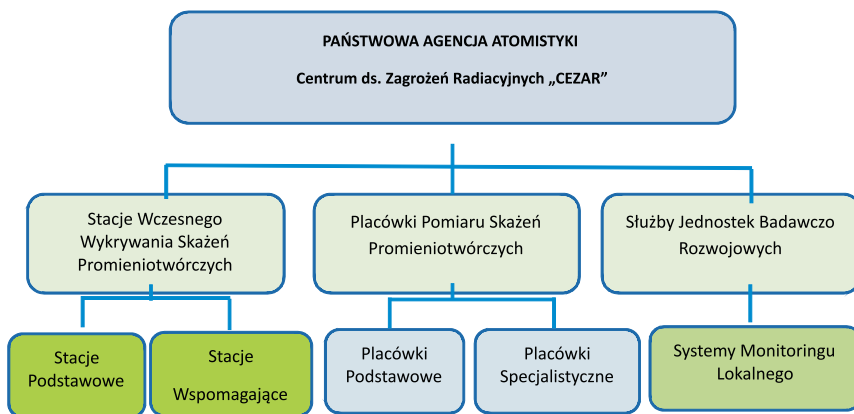 PAŃSTWOWA AGENCJA ATOMISTYKI
Centrum ds. Zagrożeń Radiacyjnych „CEZAR”
Stacje Wczesnego
Wykrywania Skażeń
Promieniotwórczych
Placówki Pomiaru Skażeń
Promieniotwórczych
Służby Jednostek Badawczo
Rozwojowych
Stacje
Podstawowe
Stacje
Wspomagające
Placówki
Podstawowe
Placówki
Specjalistyczne
Systemy Monitoringu
Lokalnego